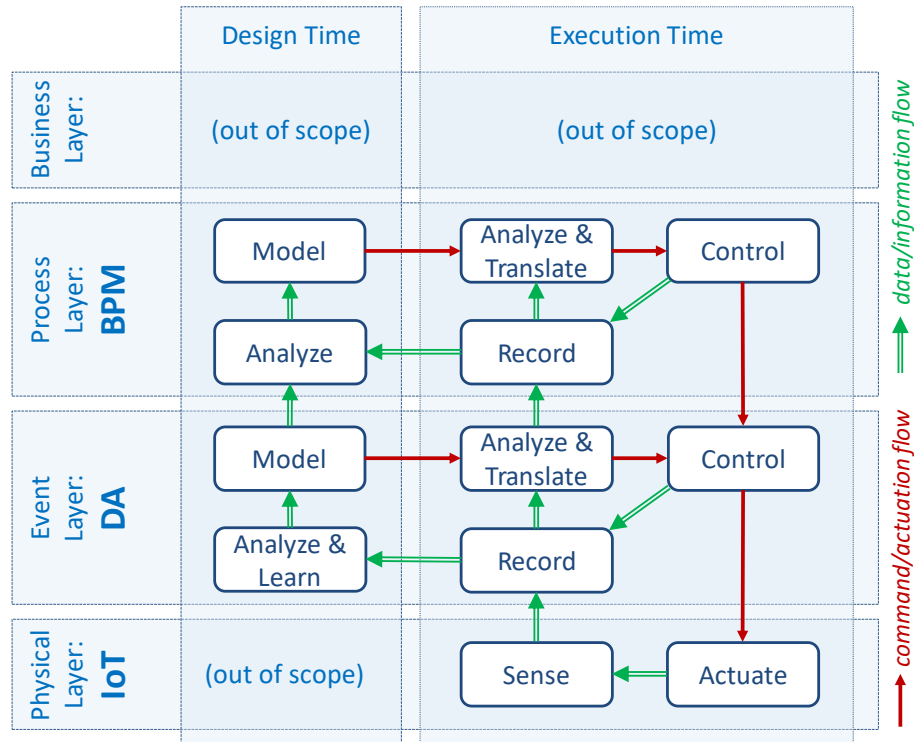 Design Time
Execution Time
Business
Layer:
(out of scope)
(out of scope)
Process
Layer:
BPM
Model
Analyze &
Translate
Control
Analyze
Record
Event
Layer:
DA
Model
Analyze &
Translate
Control
Analyze &
Learn
Record
Physical
Layer:
IoT
(out of scope)
Sense
Actuate
data/information flow
command/actuation flow